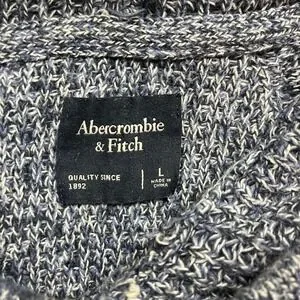 Abercrombie
& Fitch
QUALITY SINCE
1892
L
MADE IN
CHINA